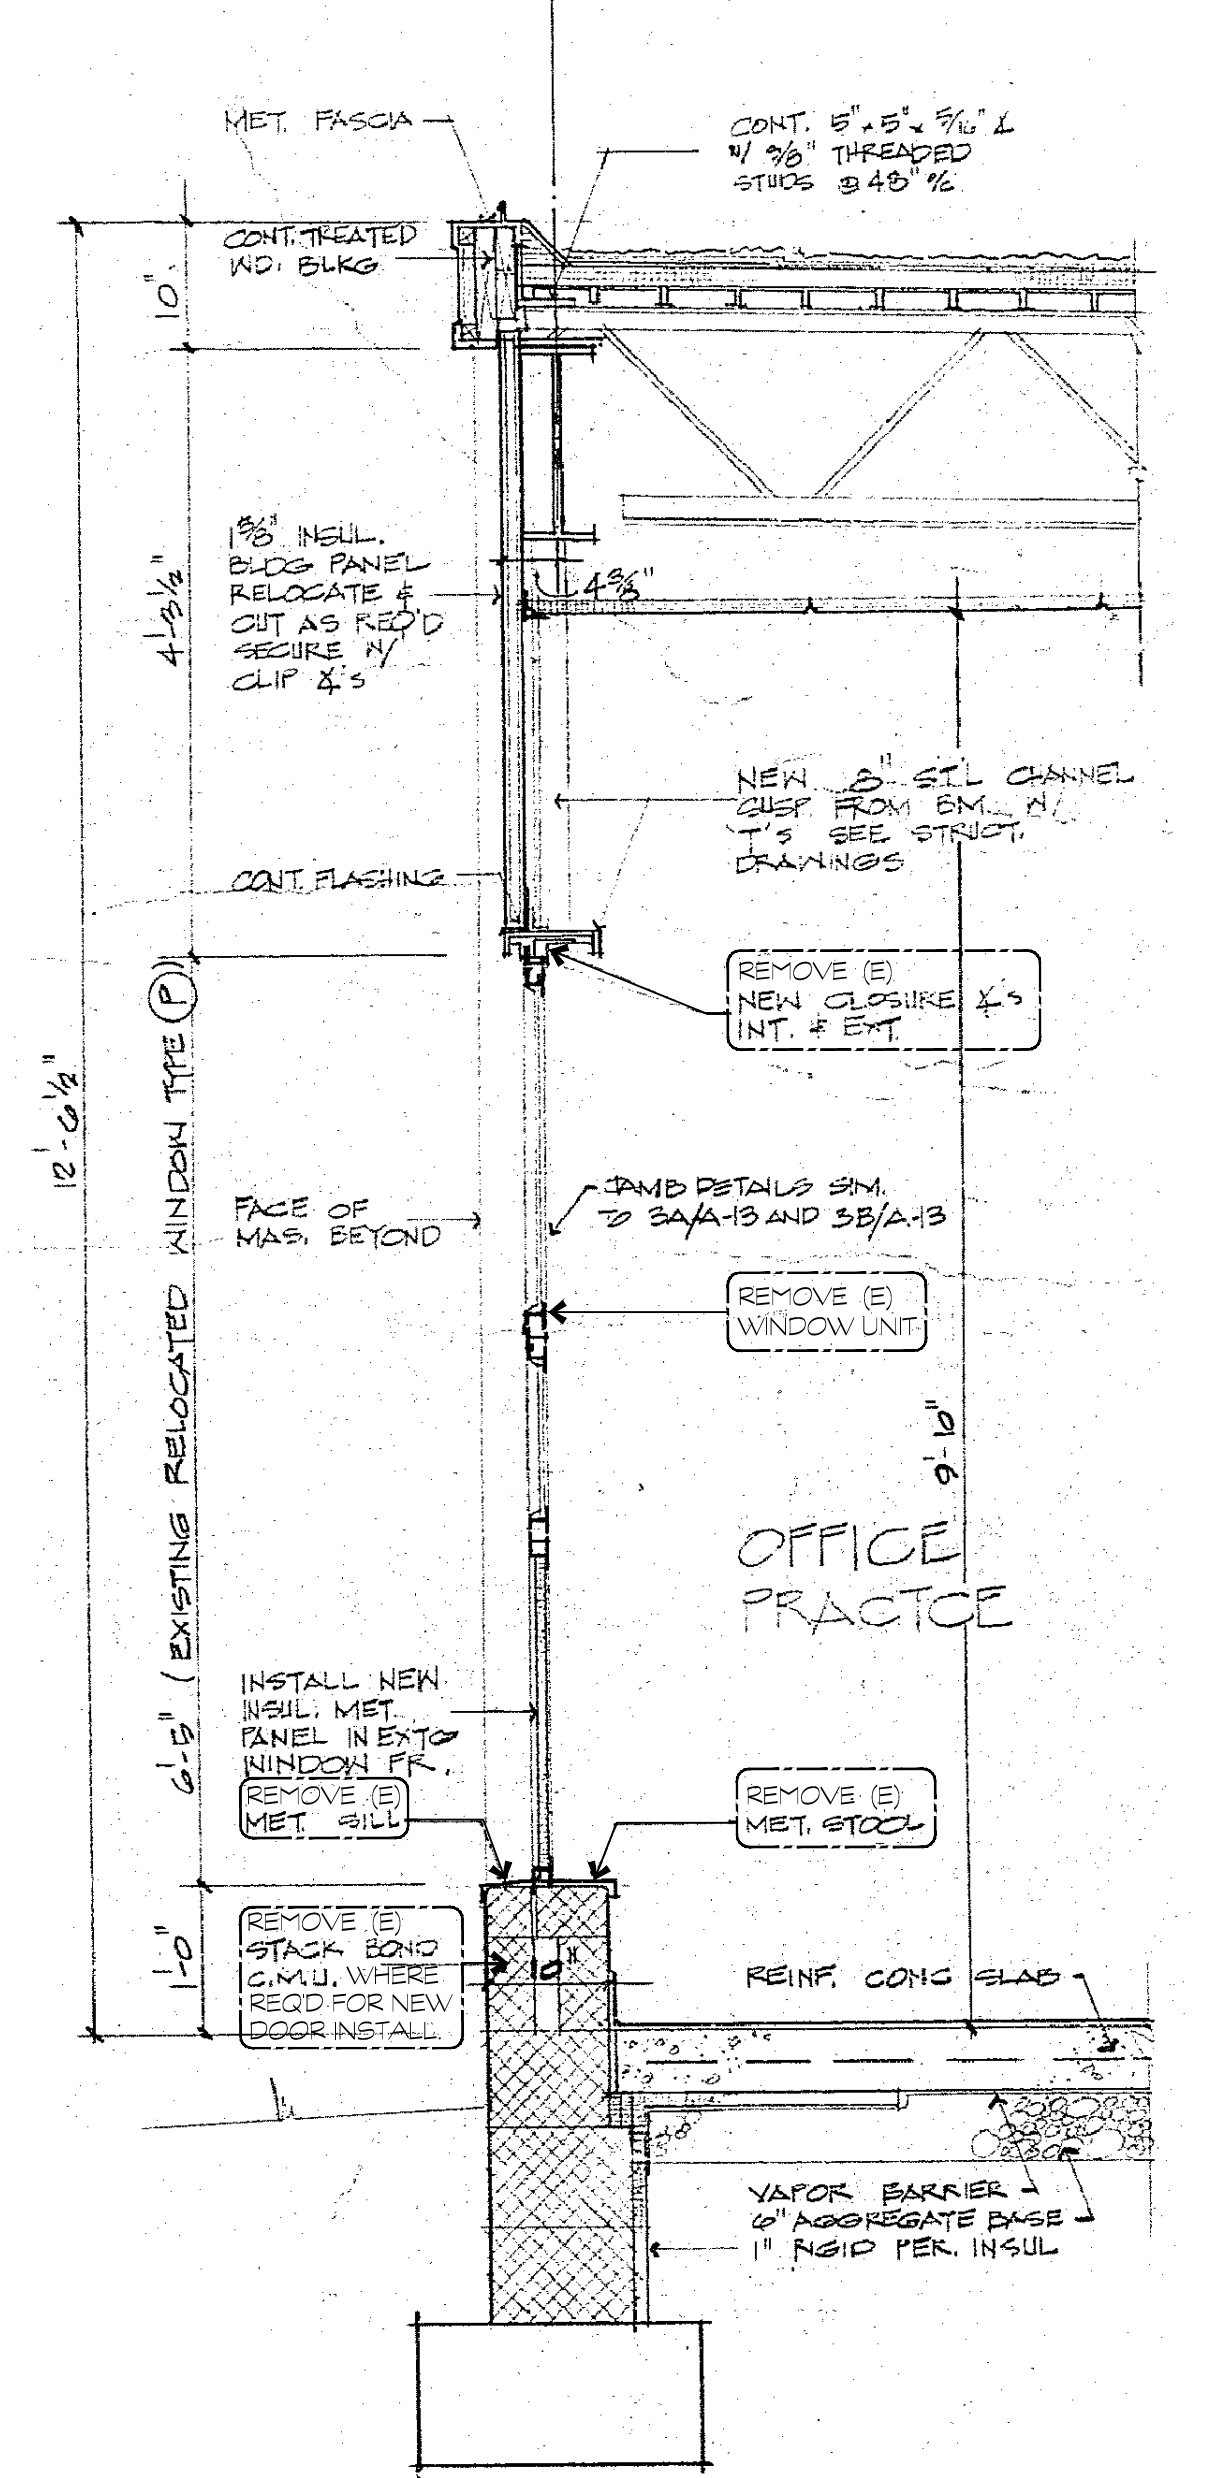 MET. FASCIA
CONT. 5" x 5" x 5/16" ∡
W/ 3/8" THREADED
STUDS @ 48" o/c
CONT. TREATED
WD. BLKG
10"
1 5/8" INSUL.
BLDG PANEL
RELOCATE &
CUT AS REQ'D
SECURE W/
CLIP ∡'s
4'-3 1/2"
4 3/8"
NEW 8" STL CHANNEL
SUSP. FROM BM. W/
T's SEE STRUCT.
DRAWINGS
CONT. FLASHING
REMOVE (E)
NEW CLOSURE ∡'s
INT. & EXT.
12'-6 1/2"
6'-5" (EXISTING RELOCATED WINDOW TYPE (P))
FACE OF
MAS. BEYOND
JAMB DETAILS SIM.
TO 3A/A-13 AND 3B/A-13
REMOVE (E)
WINDOW UNIT
9'-10"
OFFICE
PRACTCE
INSTALL NEW
INSUL. MET.
PANEL IN EXT'G
WINDOW FR.
REMOVE (E)
MET. SILL
REMOVE (E)
MET. STOOL
1'-0"
REMOVE (E)
STACK BOND
C.M.U. WHERE
REQ'D FOR NEW
DOOR INSTALL
10"
REINF. CONC SLAB
VAPOR BARRIER
6" AGGREGATE BASE
1" RIGID PER. INSUL